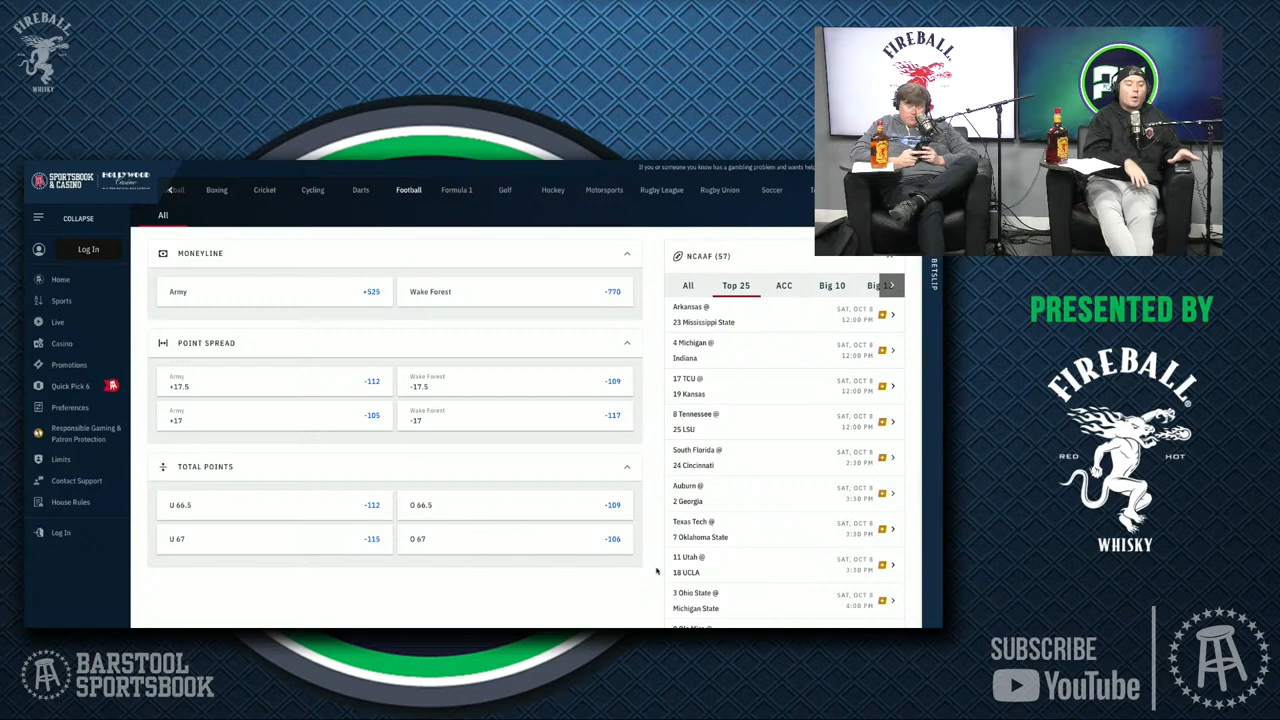 FIREBALL
WHISKY
FIREBALL
SPORTSBOOK
& CASINO
HOLLYWOOD
Casino
If you or someone you know has a gambling problem and wants help
Boxing
Cricket
Cycling
Darts
Football
Formula 1
Golf
Hockey
Motorsports
Rugby League
Rugby Union
Soccer
COLLAPSE
All
Log In
Home
Sports
Live
Casino
Promotions
Quick Pick 6
Preferences
Responsible Gaming &
Patron Protection
Limits
Contact Support
House Rules
Log In
MONEYLINE
Army +525
Wake Forest -770
POINT SPREAD
Army
+17.5 -112
Wake Forest
-17.5 -109
Army
+17 -105
Wake Forest
-17 -117
TOTAL POINTS
U 66.5 -112
O 66.5 -109
U 67 -115
O 67 -106
NCAAF (57)
All
Top 25
ACC
Big 10
Big
Arkansas @
23 Mississippi State
SAT, OCT 8
12:00 PM
4 Michigan @
Indiana
SAT, OCT 8
12:00 PM
17 TCU @
19 Kansas
SAT, OCT 8
12:00 PM
8 Tennessee @
25 LSU
SAT, OCT 8
12:00 PM
South Florida @
24 Cincinnati
SAT, OCT 8
2:30 PM
Auburn @
2 Georgia
SAT, OCT 8
3:30 PM
Texas Tech @
7 Oklahoma State
SAT, OCT 8
3:30 PM
11 Utah @
18 UCLA
SAT, OCT 8
3:30 PM
3 Ohio State @
Michigan State
SAT, OCT 8
4:00 PM
BETSLIP
PRESENTED BY
FIREBALL
RED HOT
WHISKY
BARSTOOL
SPORTSBOOK
SUBSCRIBE
YouTube